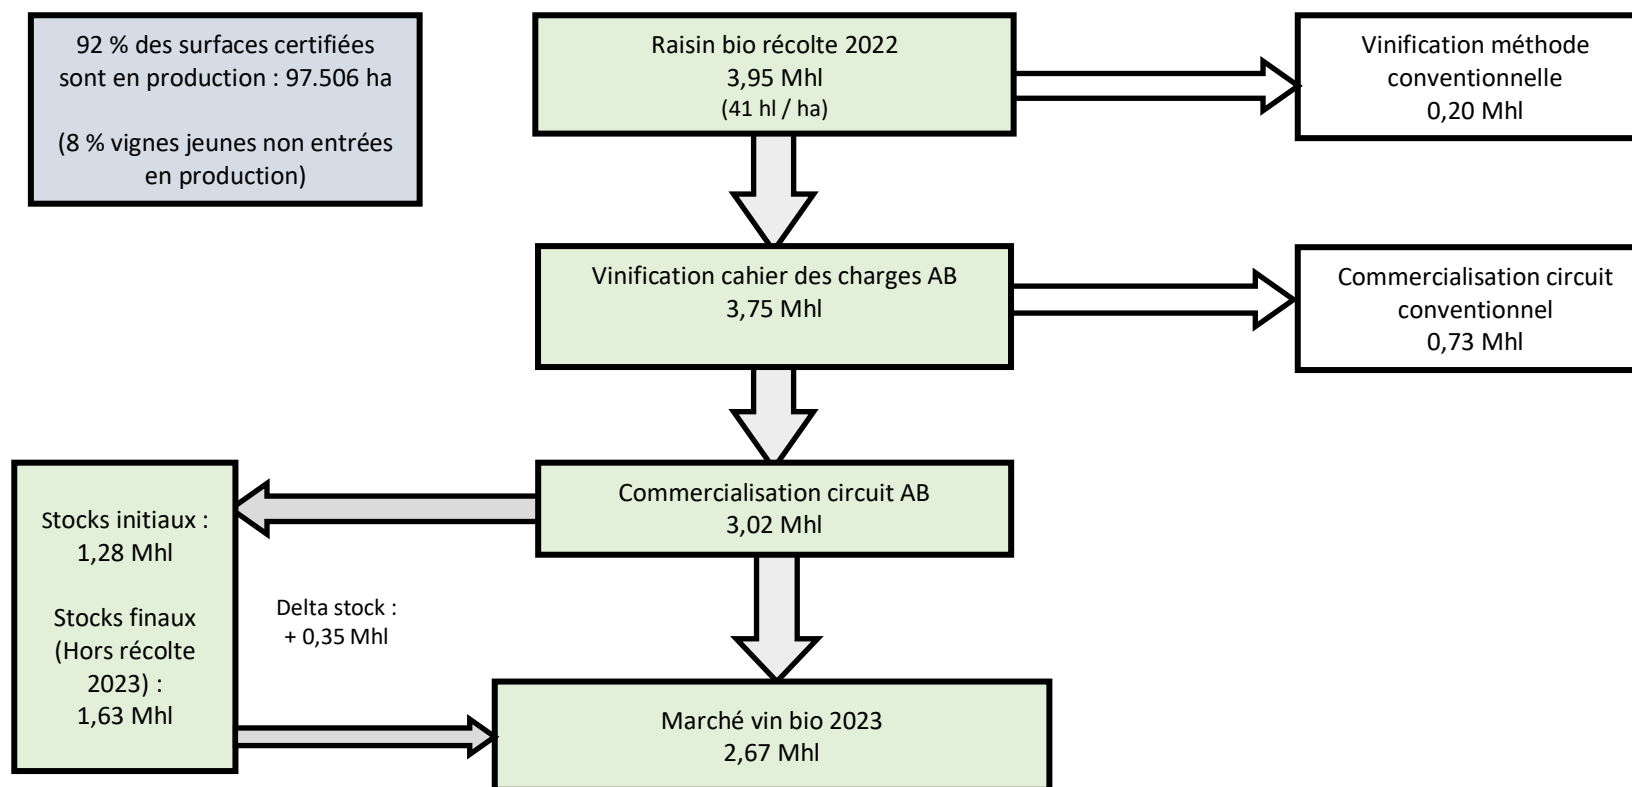 92 % des surfaces certifiées
sont en production : 97.506 ha
(8 % vignes jeunes non entrées
en production)
Raisin bio récolte 2022
3,95 Mhl
(41 hl / ha)
Vinification méthode
conventionnelle
0,20 Mhl
Vinification cahier des charges AB
3,75 Mhl
Commercialisation circuit
conventionnel
0,73 Mhl
Stocks initiaux :
1,28 Mhl
Stocks finaux
(Hors récolte
2023) :
1,63 Mhl
Delta stock :
+ 0,35 Mhl
Commercialisation circuit AB
3,02 Mhl
Marché vin bio 2023
2,67 Mhl